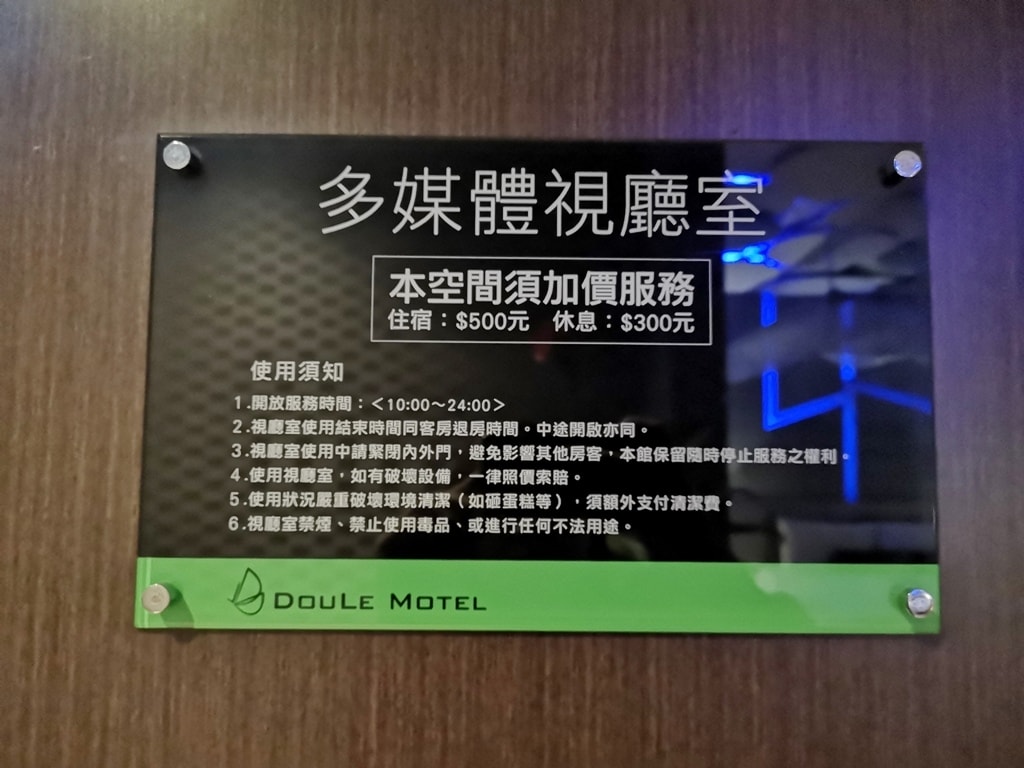 多媒體視廳室
本空間須加價服務
住宿：$500元 休息：$300元
使用須知
1.開放服務時間：＜10:00～24:00＞
2.視廳室使用結束時間同客房退房時間。中途開啟亦同。
3.視廳室使用中請緊閉內外門，避免影響其他房客，本館保留隨時停止服務之權利。
4.使用視廳室，如有破壞設備，一律照價索賠。
5.使用狀況嚴重破壞環境清潔（如砸蛋糕等），須額外支付清潔費。
6.視廳室禁煙、禁止使用毒品、或進行任何不法用途。
DOULE MOTEL